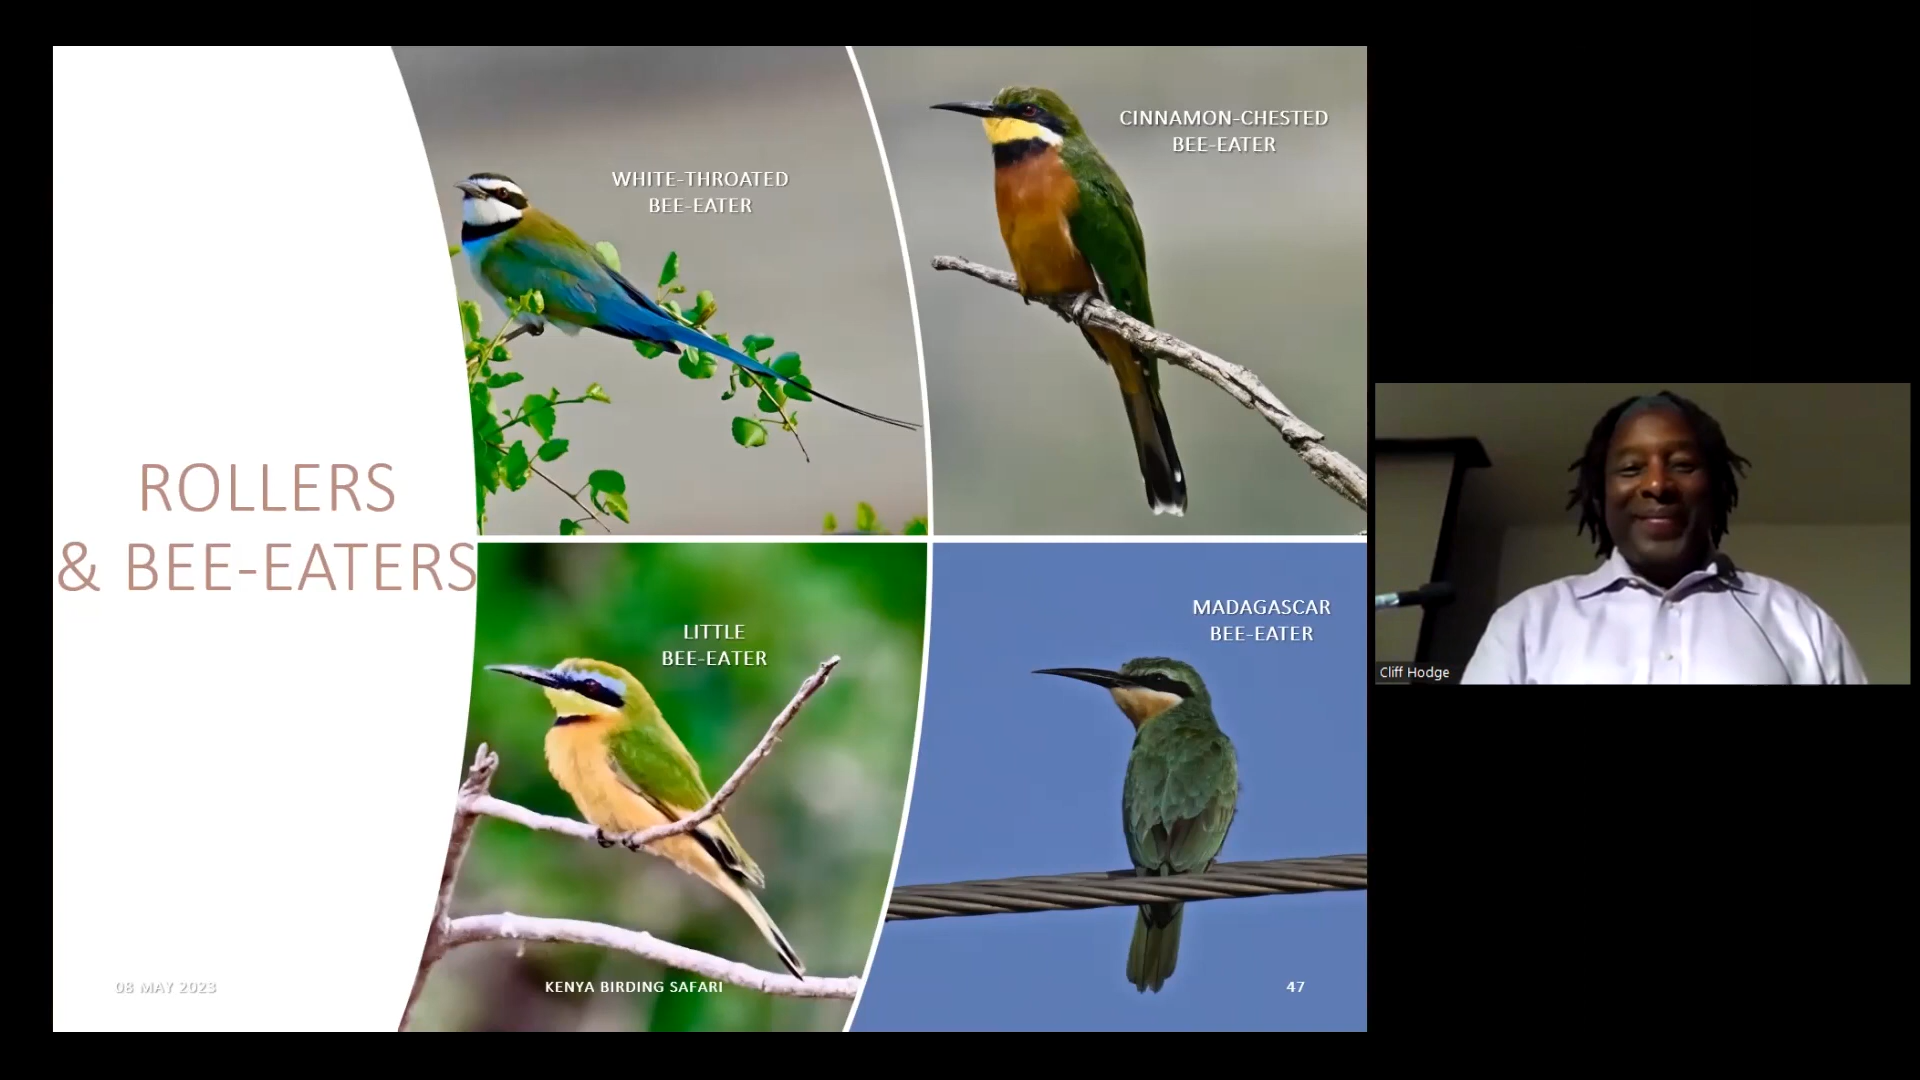 ROLLERS
& BEE-EATERS
WHITE-THROATED
BEE-EATER
CINNAMON-CHESTED
BEE-EATER
LITTLE
BEE-EATER
MADAGASCAR
BEE-EATER
08 MAY 2023
KENYA BIRDING SAFARI
47
Cliff Hodge